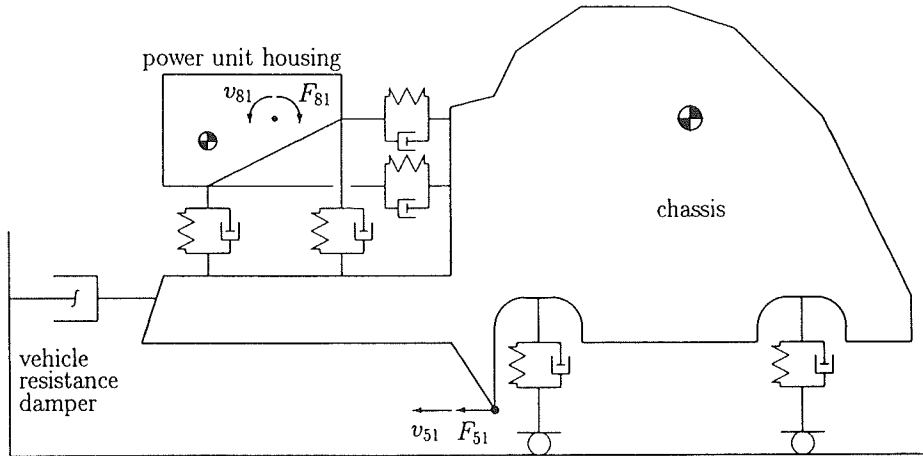 power unit housing
v81 F81
chassis
vehicle
resistance
damper
v51 F51